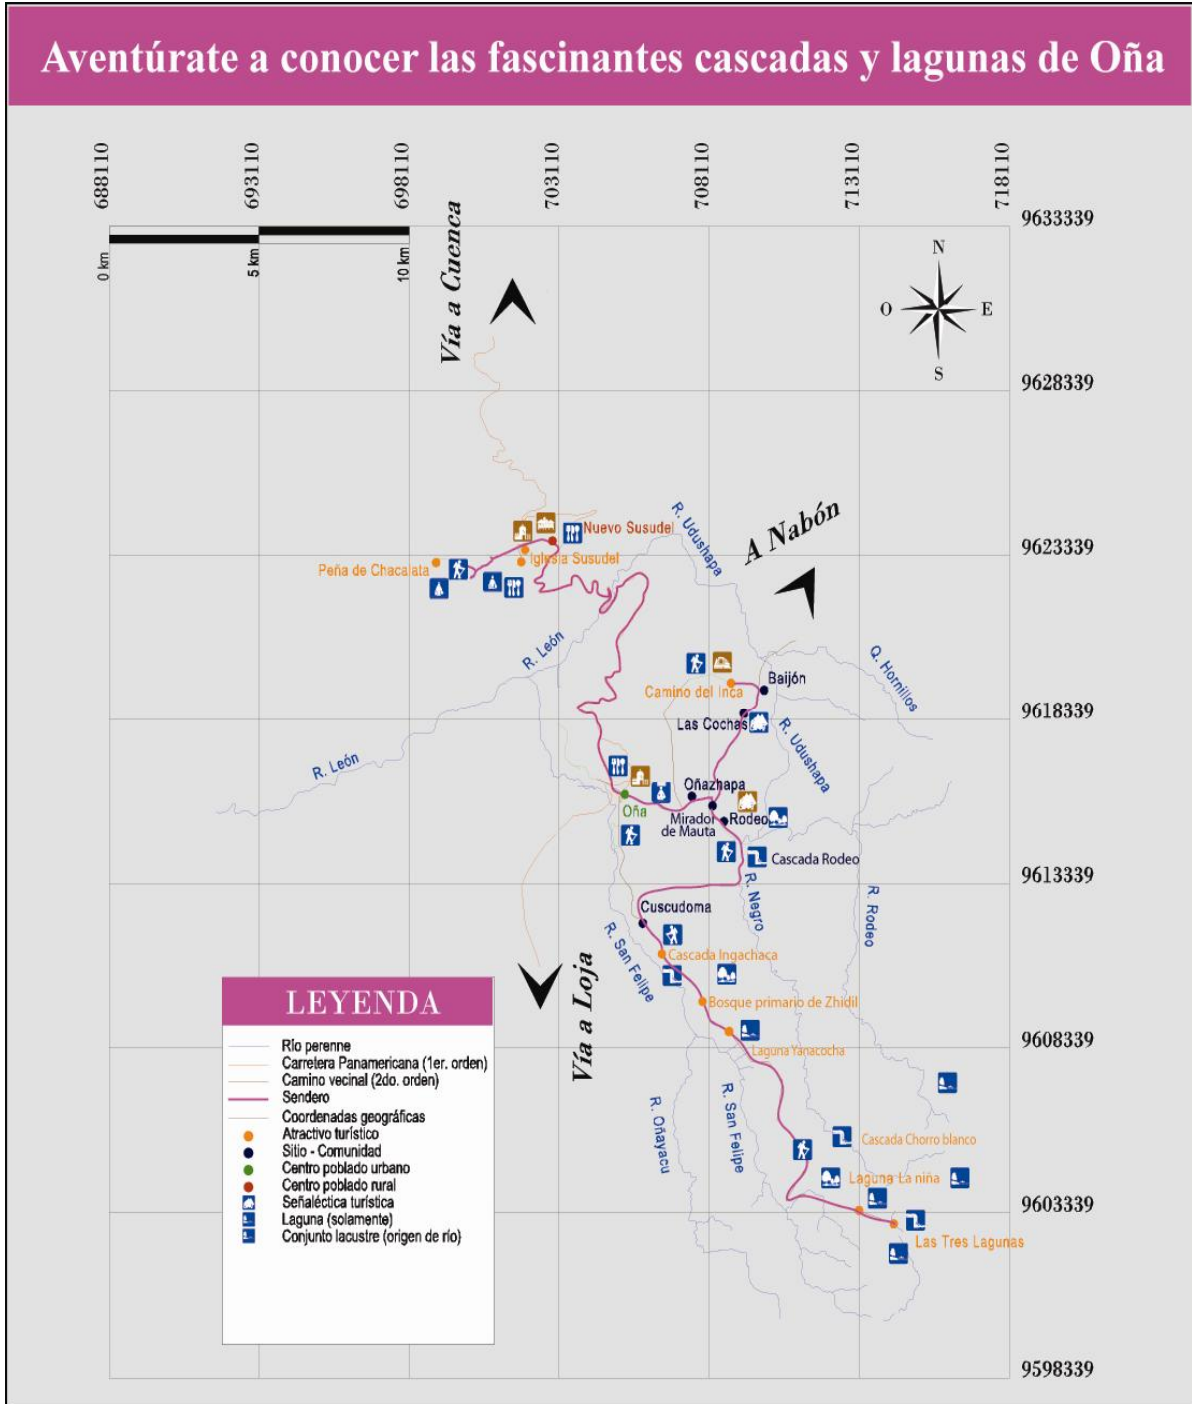 Aventúrate a conocer las fascinantes cascadas y lagunas de Oña
688110
693110
698110
703110
708110
713110
718110
9633339
0 km
5 km
10 km
Vía a Cuenca
N
O
E
S
9628339
Nuevo Susudel
R. Udushapa
A Nabón
9623339
Iglesia Susudel
Peña de Chacalata
R. León
Q. Hornillos
Baijón
Camino del Inca
9618339
Las Cochas
R. Udushapa
R. León
Oñazhapa
Oña
Mirador
de Mauta
Rodeo
Cascada Rodeo
9613339
R. Negro
R. Rodeo
Cuscudoma
R. San Felipe
Cascada Ingachaca
Vía a Loja
Bosque primario de Zhidil
9608339
Laguna Yanacocha
R. Oñayacu
R. San Felipe
Cascada Chorro blanco
Laguna La niña
9603339
Las Tres Lagunas
9598339
LEYENDA
Río perenne
Carretera Panamericana (1er. orden)
Camino vecinal (2do. orden)
Sendero
Coordenadas geográficas
Atractivo turístico
Sitio - Comunidad
Centro poblado urbano
Centro poblado rural
Señaléctica turística
Laguna (solamente)
Conjunto lacustre (origen de río)